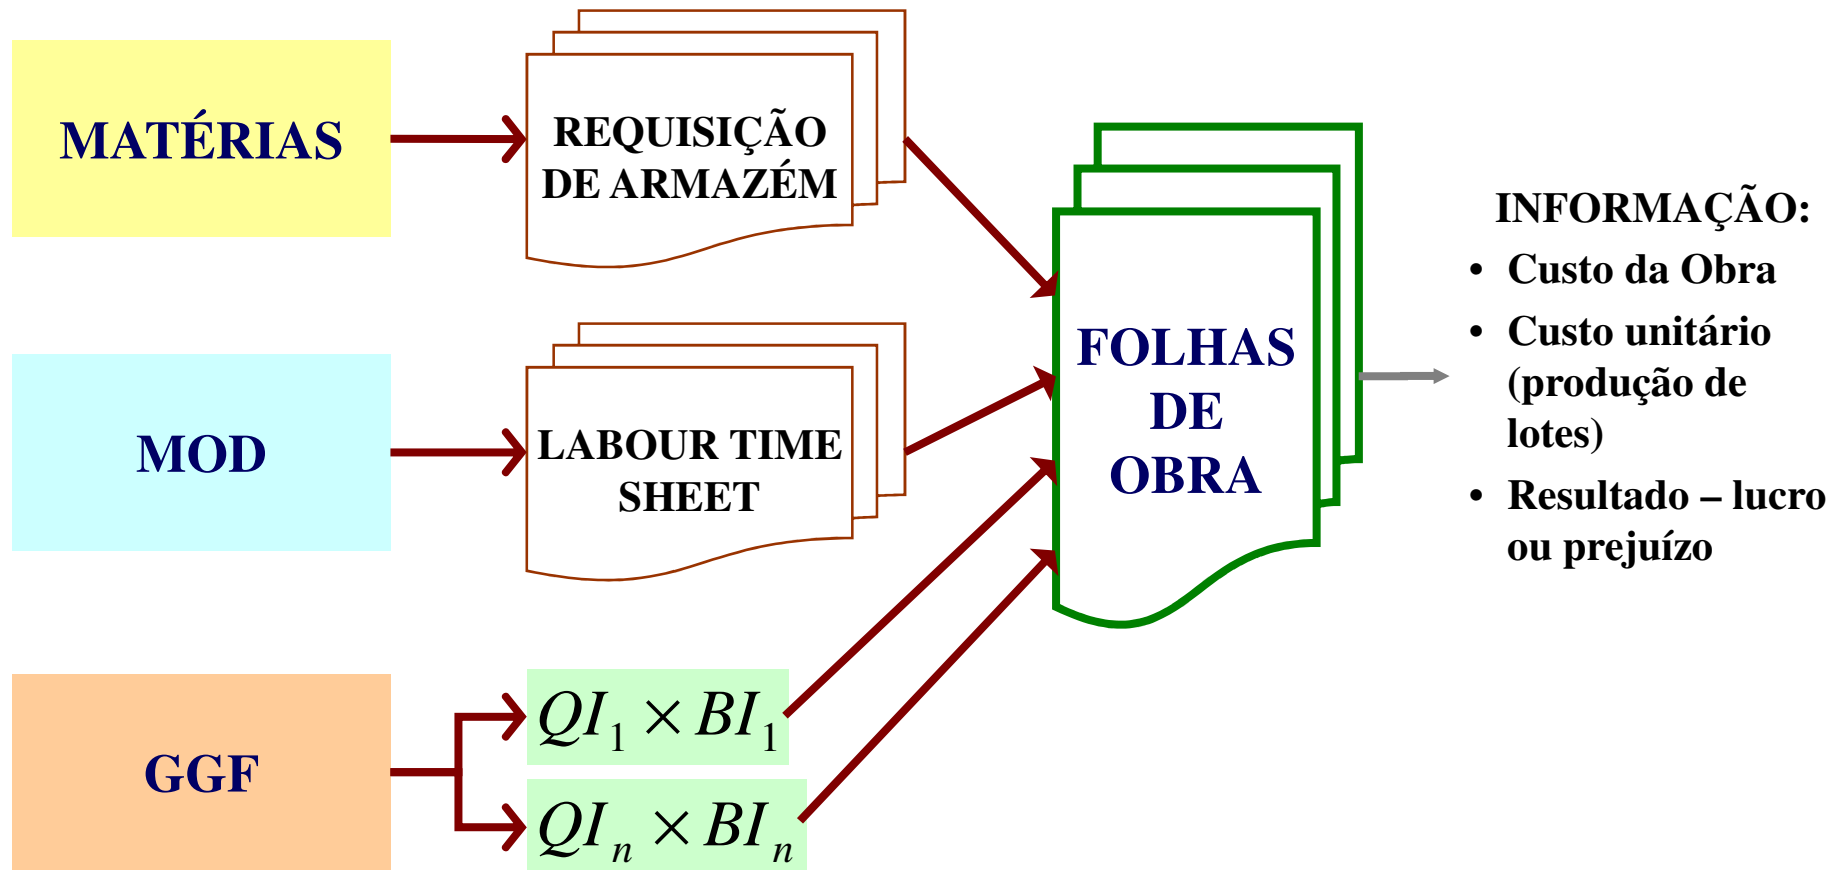 MATÉRIAS
REQUISIÇÃO
DE ARMAZÉM
MOD
LABOUR TIME
SHEET
GGF
QI₁ × BI₁
QIₙ × BIₙ
FOLHAS
DE
OBRA
INFORMAÇÃO:
• Custo da Obra
• Custo unitário
(produção de
lotes)
• Resultado – lucro
ou prejuízo